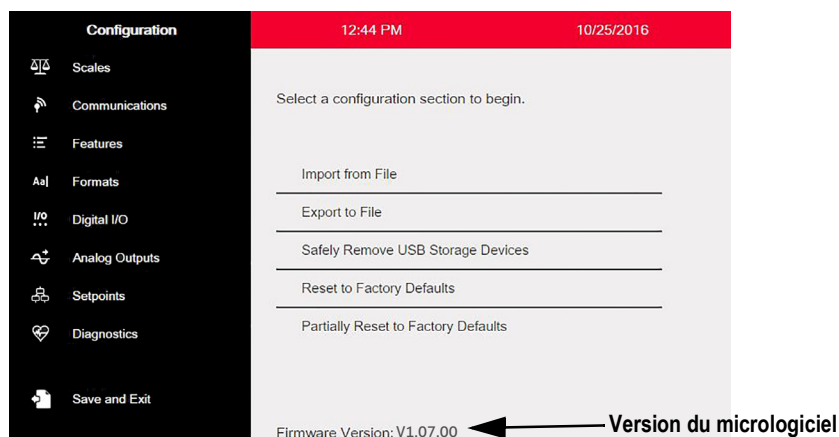 Configuration
12:44 PM
10/25/2016
Scales
Communications
Features
Aa|
Formats
I/O
Digital I/O
Analog Outputs
Setpoints
Diagnostics
Save and Exit
Select a configuration section to begin.
Import from File
Export to File
Safely Remove USB Storage Devices
Reset to Factory Defaults
Partially Reset to Factory Defaults
Firmware Version: V1.07.00
Version du micrologiciel